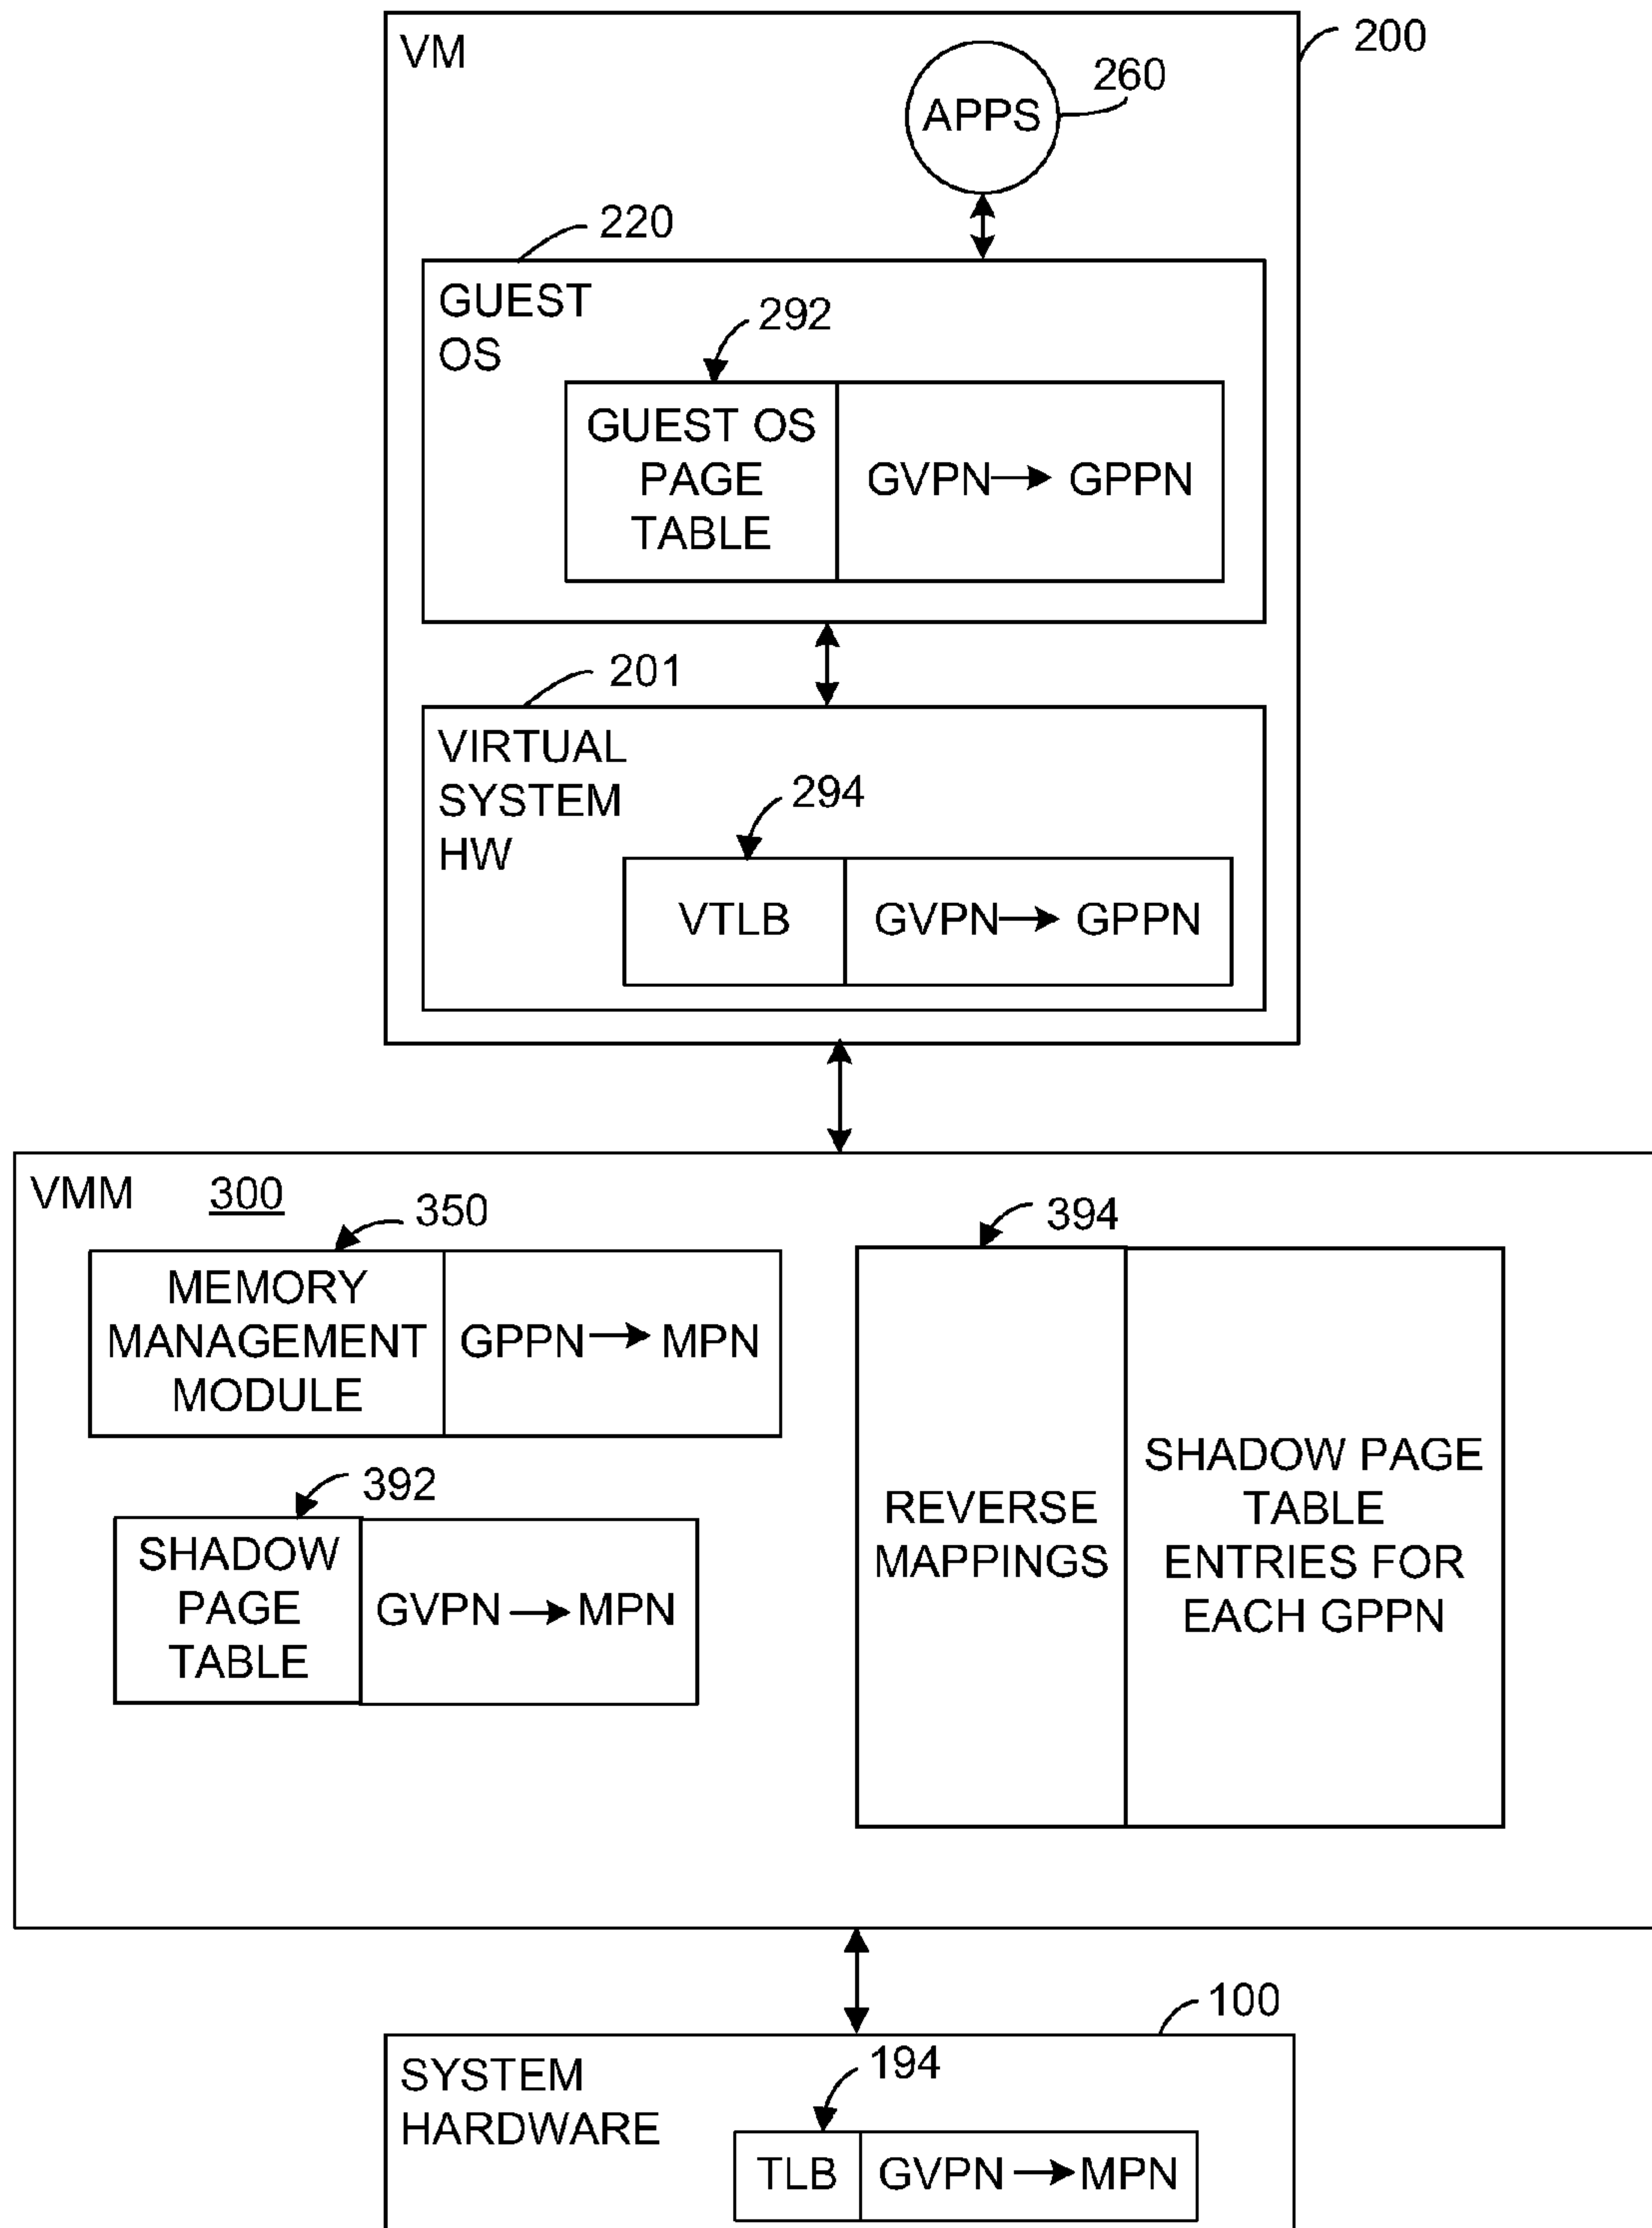 VM
200
260
APPS
220
GUEST
OS
292
GUEST OS
PAGE
TABLE
GVPN → GPPN
201
VIRTUAL
SYSTEM
HW
294
VTLB
GVPN → GPPN
VMM 300
350
MEMORY
MANAGEMENT
MODULE
GPPN → MPN
394
REVERSE
MAPPINGS
SHADOW PAGE
TABLE
ENTRIES FOR
EACH GPPN
392
SHADOW
PAGE
TABLE
GVPN → MPN
100
SYSTEM
HARDWARE
194
TLB
GVPN → MPN